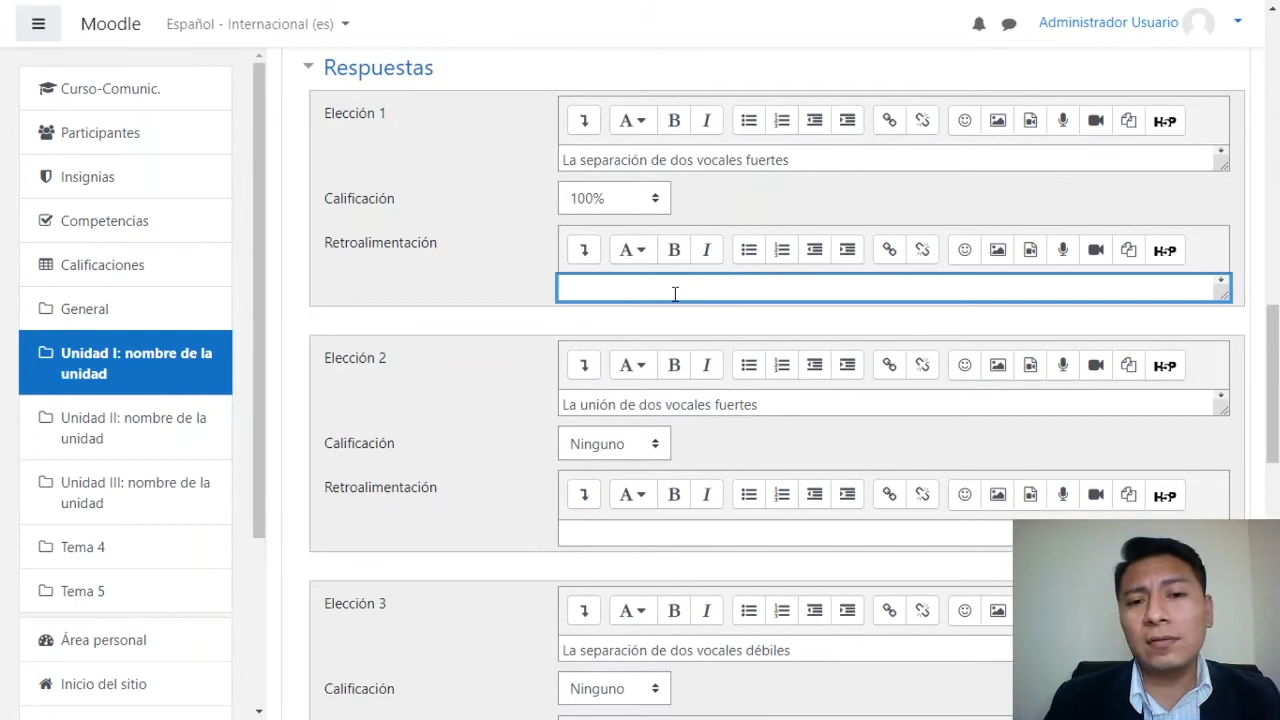 Moodle
Español - Internacional (es)
Administrador Usuario
Curso-Comunic.
Participantes
Insignias
Competencias
Calificaciones
General
Unidad I: nombre de la
unidad
Unidad II: nombre de la
unidad
Unidad III: nombre de la
unidad
Tema 4
Tema 5
Área personal
Inicio del sitio
Respuestas
Elección 1
A B I H-P
La separación de dos vocales fuertes
Calificación
100%
Retroalimentación
A B I H-P
Elección 2
A B I H-P
La unión de dos vocales fuertes
Calificación
Ninguno
Retroalimentación
A B I H-P
Elección 3
A B I
La separación de dos vocales débiles
Calificación
Ninguno